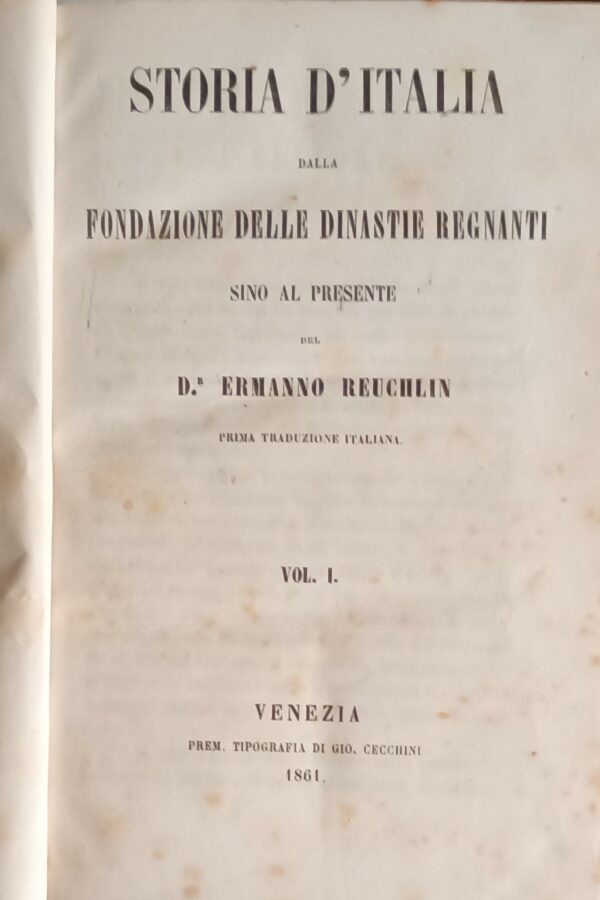 STORIA D'ITALIA
DALLA
FONDAZIONE DELLE DINASTIE REGNANTI
SINO AL PRESENTE
DEL
D.R ERMANNO REUCHLIN
PRIMA TRADUZIONE ITALIANA.
VOL. I.
VENEZIA
PREM. TIPOGRAFIA DI GIO. CECCHINI
1861.